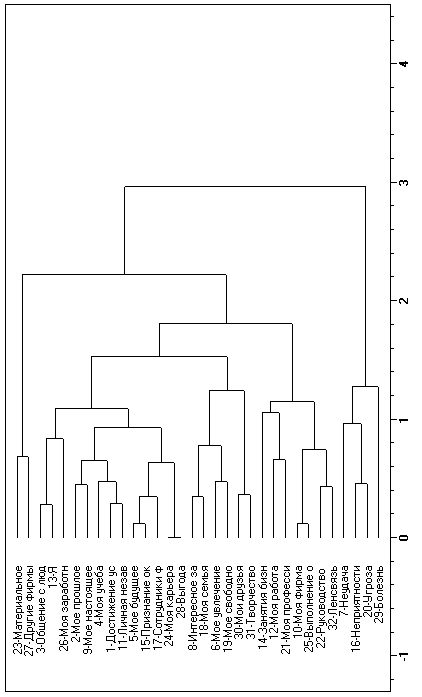 23-Материальное
27-Другие фирмы
3-Общение с люд
13-Я
26-Моя заработн
2-Мое прошлое
9-Мое настоящее
4-Моя учеба
1-Достижение ус
11-Личная незав
5-Мое будущее
15-Признание ок
17-Сотрудники ф
24-Моя карьера
28-Выгода
8-Интересное за
18-Моя семья
6-Мое увлечение
19-Мое свободно
30-Мои друзья
31-Творчество
14-Занятия бизн
12-Моя работа
21-Моя професси
10-Моя фирма
25-Выполнение о
22-Руководство
32-Ленсвязь
7-Неудача
16-Неприятности
20-Угроза
29-Болезнь
-1
0
1
2
3
4